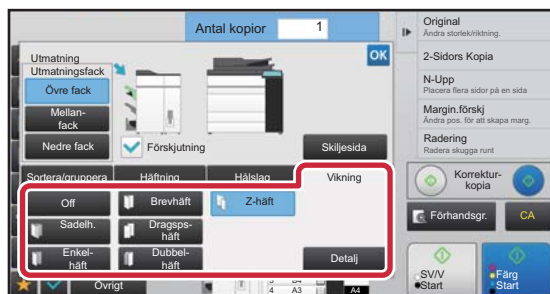 Antal kopior 1
Utmatning
OK
Utmatningsfack
Övre fack
Mellan-
fack
Nedre fack
Förskjutning
Skiljesida
Sortera/gruppera
Häftning
Hålslag
Vikning
Off
Brevhäft
Z-häft
Sadelh.
Dragsps-
häft
Enkel-
häft
Dubbel-
häft
Detalj
Övrigt
4 A3
A4
Original
Ändra storlek/riktning.
2-Sidors Kopia
N-Upp
Placera flera sidor på en sida
Margin.förskj
Ändra pos. för att skapa marg.
Radering
Radera skugga runt
Korrektur-
kopia
Förhandsgr.
CA
SV/V
Start
Färg
Start